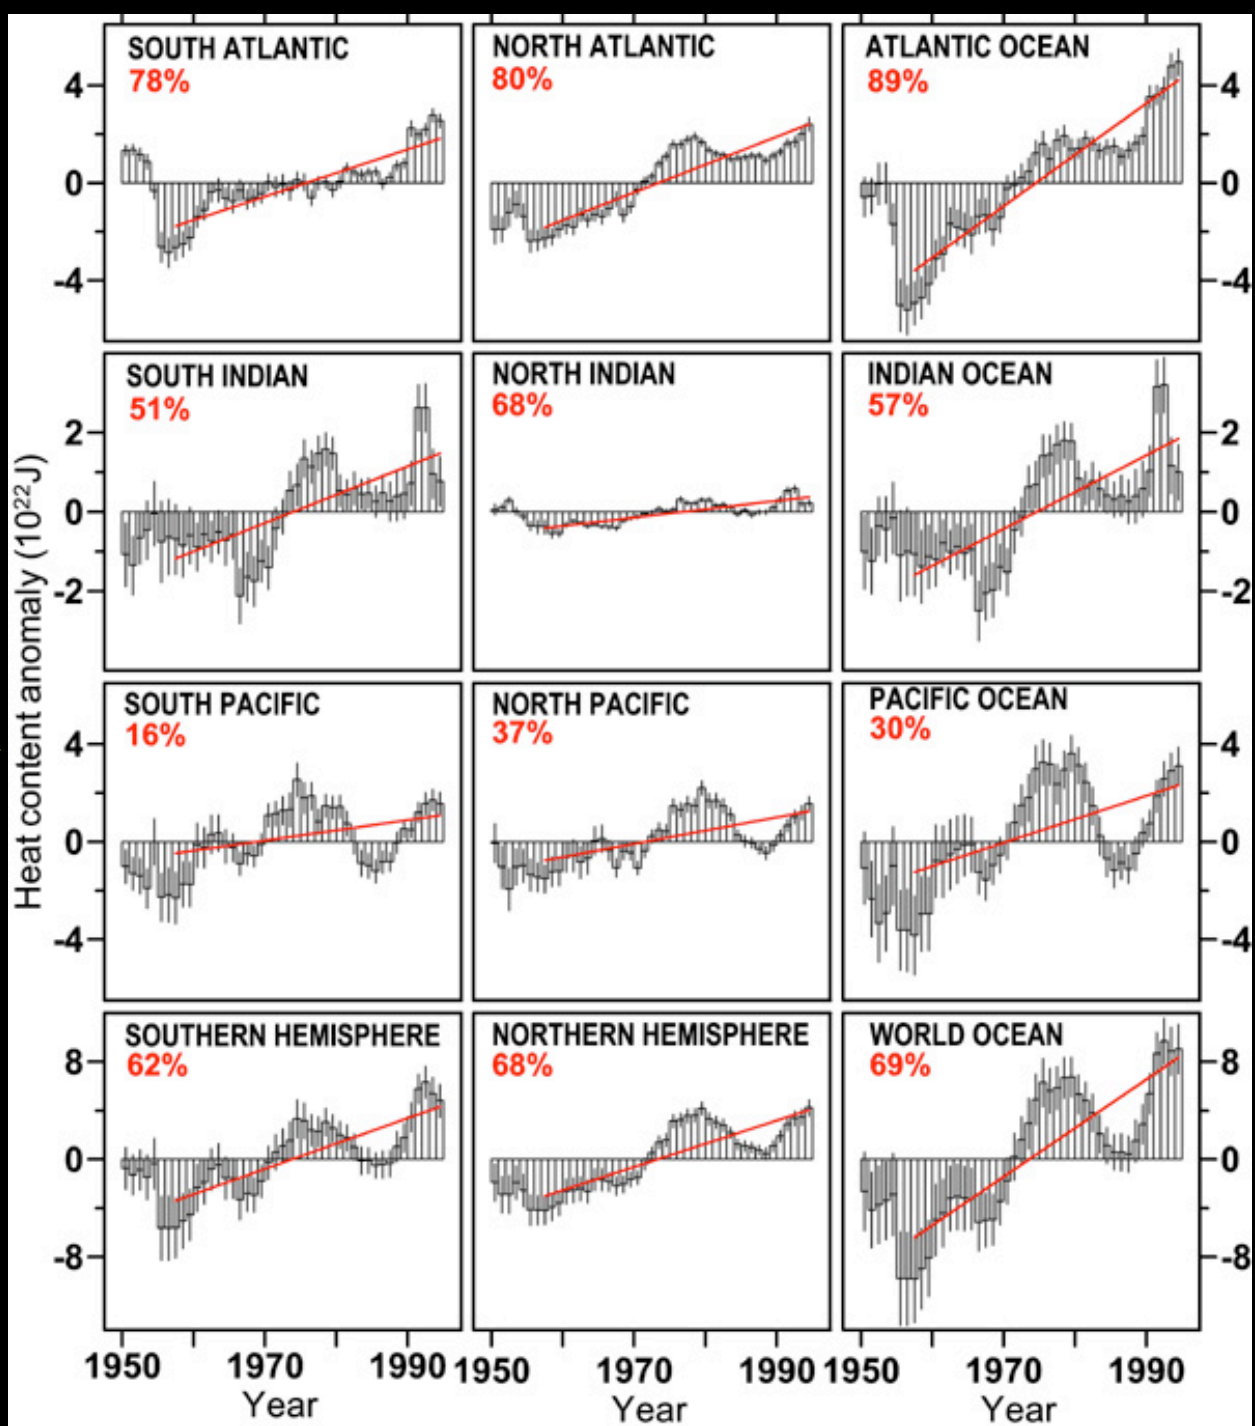 SOUTH ATLANTIC
78%
NORTH ATLANTIC
80%
ATLANTIC OCEAN
89%
4
0
-4
4
0
-4
SOUTH INDIAN
51%
NORTH INDIAN
68%
INDIAN OCEAN
57%
2
0
-2
2
0
-2
Heat content anomaly (10²²J)
SOUTH PACIFIC
16%
NORTH PACIFIC
37%
PACIFIC OCEAN
30%
4
0
-4
4
0
-4
SOUTHERN HEMISPHERE
62%
NORTHERN HEMISPHERE
68%
WORLD OCEAN
69%
8
0
-8
8
0
-8
1950 1970 1990
1950 1970 1990
1950 1970 1990
Year
Year
Year